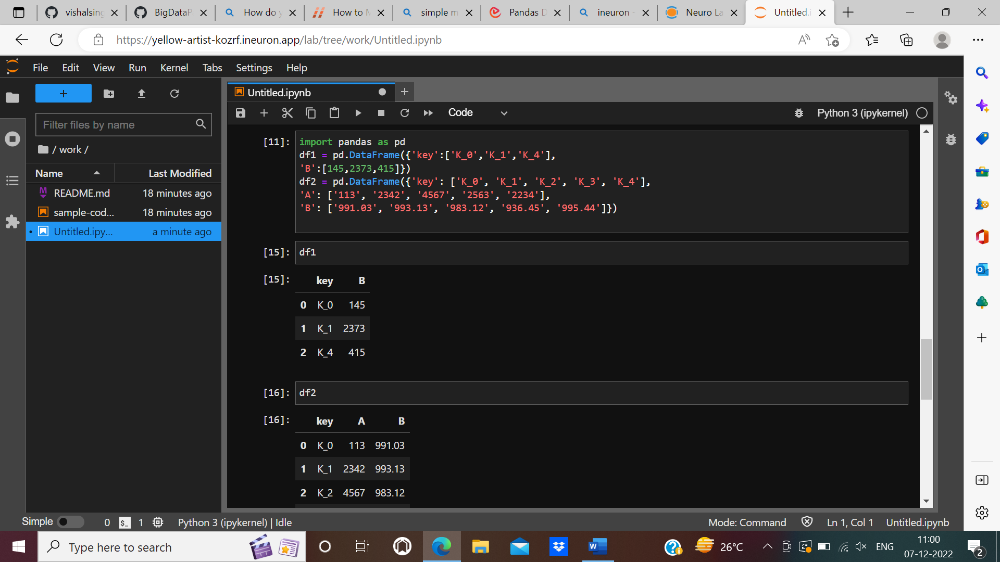 vishalsing
BigDataP
How do y
How to M
simple m
Pandas D
ineuron -
Neuro La
Untitled.i
https://yellow-artist-kozrf.ineuron.app/lab/tree/work/Untitled.ipynb
File Edit View Run Kernel Tabs Settings Help
Untitled.ipynb
Filter files by name
/ work /
Name Last Modified
README.md 18 minutes ago
sample-cod... 18 minutes ago
Untitled.ipy... a minute ago
Code
Python 3 (ipykernel)
[11]: import pandas as pd
df1 = pd.DataFrame({'key':['K_0','K_1','K_4'],
'B':[145,2373,415]})
df2 = pd.DataFrame({'key': ['K_0', 'K_1', 'K_2', 'K_3', 'K_4'],
'A': ['113', '2342', '4567', '2563', '2234'],
'B': ['991.03', '993.13', '983.12', '936.45', '995.44']})
[15]: df1
[15]: key B
0 K_0 145
1 K_1 2373
2 K_4 415
[16]: df2
[16]: key A B
0 K_0 113 991.03
1 K_1 2342 993.13
2 K_2 4567 983.12
Simple 0 $_ 1 Python 3 (ipykernel) | Idle
Mode: Command Ln 1, Col 1 Untitled.ipynb
Type here to search
26°C
ENG
11:00
07-12-2022
2